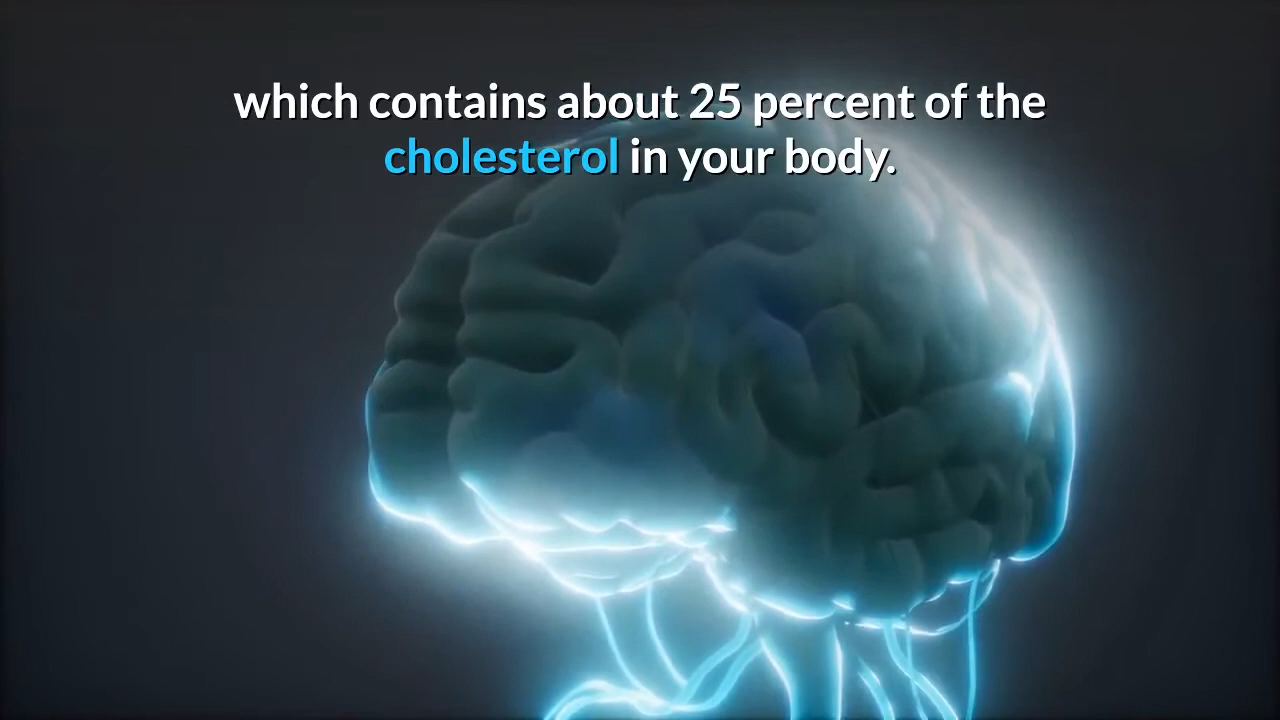 which contains about 25 percent of the
cholesterol in your body.